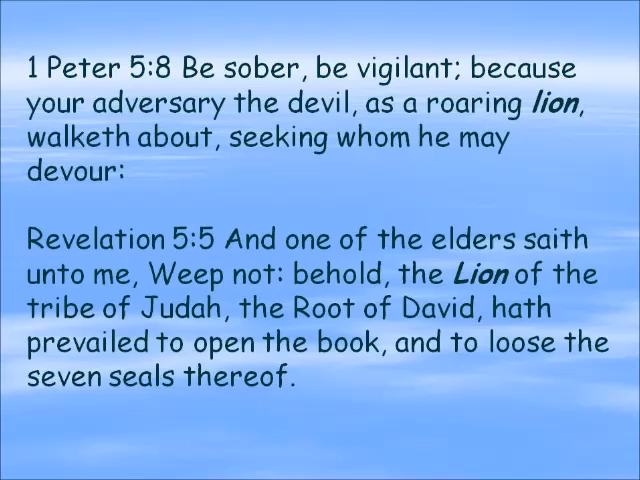 1 Peter 5:8 Be sober, be vigilant; because
your adversary the devil, as a roaring lion,
walketh about, seeking whom he may
devour:
Revelation 5:5 And one of the elders saith
unto me, Weep not: behold, the Lion of the
tribe of Judah, the Root of David, hath
prevailed to open the book, and to loose the
seven seals thereof.